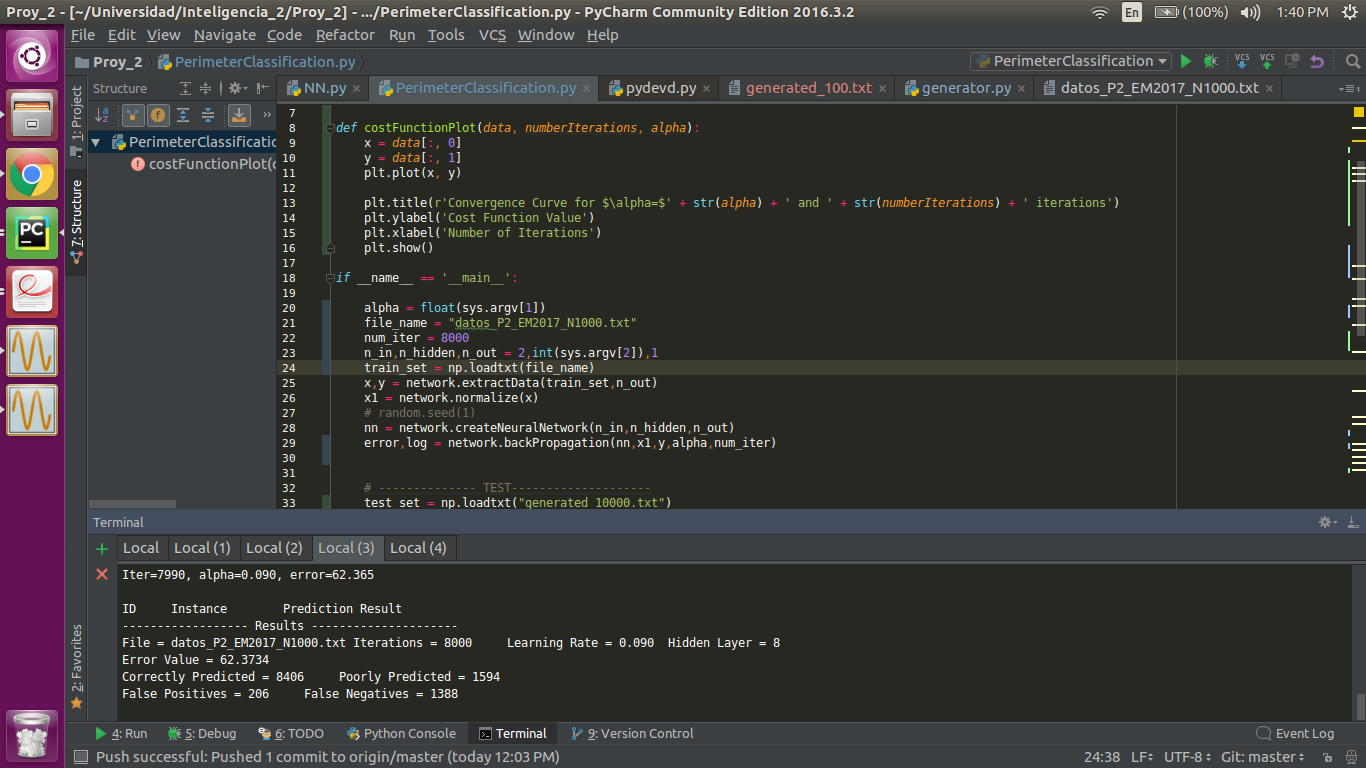 Proy_2 - [~/Universidad/Inteligencia_2/Proy_2] - .../PerimeterClassification.py - PyCharm Community Edition 2016.3.2
En (100%) 1:40 PM
File Edit View Navigate Code Refactor Run Tools VCS Window Help
Proy_2 PerimeterClassification.py PerimeterClassification VCS VCS
Structure NN.py PerimeterClassification.py pydevd.py generated_100.txt generator.py datos_P2_EM2017_N1000.txt
1: Project
7: Structure
2: Favorites
PerimeterClassificatio
costFunctionPlot(d
7
8 def costFunctionPlot(data, numberIterations, alpha):
9 x = data[:, 0]
10 y = data[:, 1]
11 plt.plot(x, y)
12
13 plt.title(r'Convergence Curve for $\alpha=$' + str(alpha) + ' and ' + str(numberIterations) + ' iterations')
14 plt.ylabel('Cost Function Value')
15 plt.xlabel('Number of Iterations')
16 plt.show()
17
18 if __name__ == '__main__':
19
20 alpha = float(sys.argv[1])
21 file_name = "datos_P2_EM2017_N1000.txt"
22 num_iter = 8000
23 n_in,n_hidden,n_out = 2,int(sys.argv[2]),1
24 train_set = np.loadtxt(file_name)
25 x,y = network.extractData(train_set,n_out)
26 x1 = network.normalize(x)
27 # random.seed(1)
28 nn = network.createNeuralNetwork(n_in,n_hidden,n_out)
29 error,log = network.backPropagation(nn,x1,y,alpha,num_iter)
30
31
32 # -------------- TEST--------------------
33 test_set = np.loadtxt("generated_10000.txt")
Terminal
Local Local (1) Local (2) Local (3) Local (4)
Iter=7990, alpha=0.090, error=62.365
ID Instance Prediction Result
------------------ Results ---------------------
File = datos_P2_EM2017_N1000.txt Iterations = 8000 Learning Rate = 0.090 Hidden Layer = 8
Error Value = 62.3734
Correctly Predicted = 8406 Poorly Predicted = 1594
False Positives = 206 False Negatives = 1388
4: Run 5: Debug 6: TODO Python Console Terminal 9: Version Control Event Log
Push successful: Pushed 1 commit to origin/master (today 12:03 PM) 24:38 LF UTF-8 Git: master